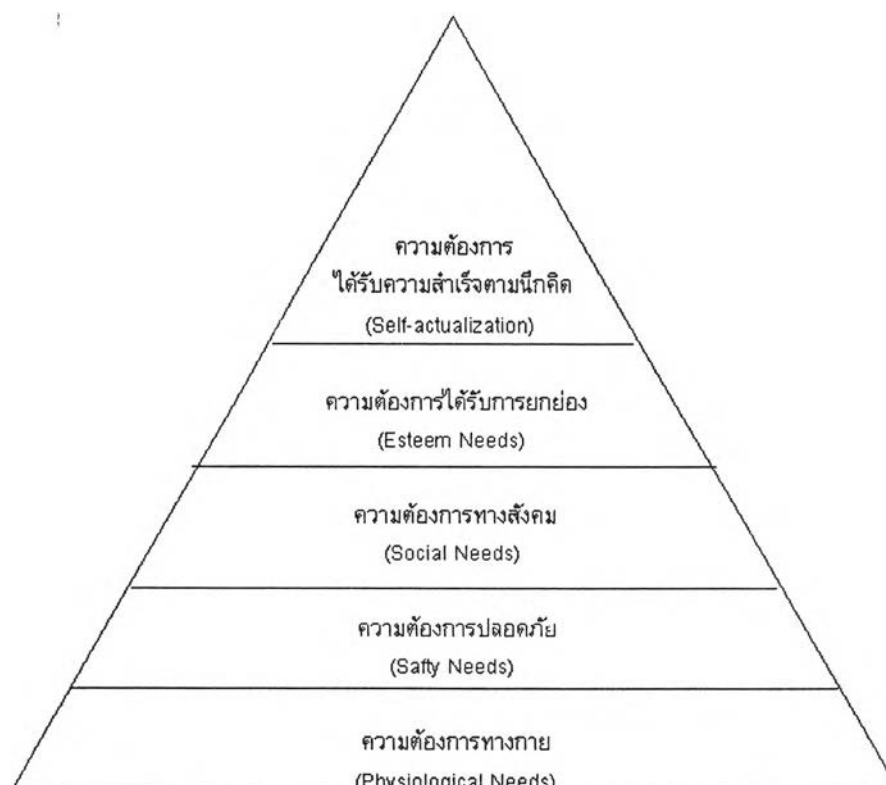 ความต้องการ
ได้รับความสำเร็จตามนึกคิด
(Self-actualization)
ความต้องการได้รับการยกย่อง
(Esteem Needs)
ความต้องการทางสังคม
(Social Needs)
ความต้องการปลอดภัย
(Safty Needs)
ความต้องการทางกาย
(Physiological Needs)